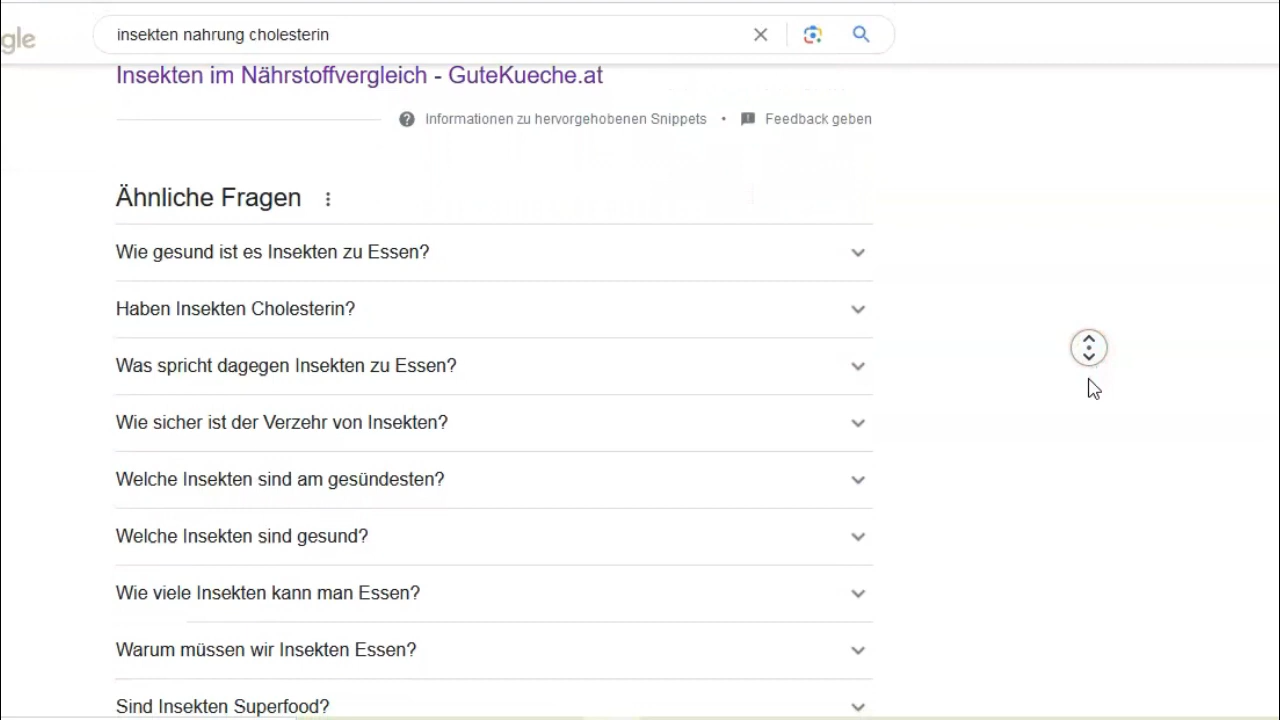 gle
insekten nahrung cholesterin
Insekten im Nährstoffvergleich - GuteKueche.at
Informationen zu hervorgehobenen Snippets • Feedback geben
Ähnliche Fragen
Wie gesund ist es Insekten zu Essen?
Haben Insekten Cholesterin?
Was spricht dagegen Insekten zu Essen?
Wie sicher ist der Verzehr von Insekten?
Welche Insekten sind am gesündesten?
Welche Insekten sind gesund?
Wie viele Insekten kann man Essen?
Warum müssen wir Insekten Essen?
Sind Insekten Superfood?